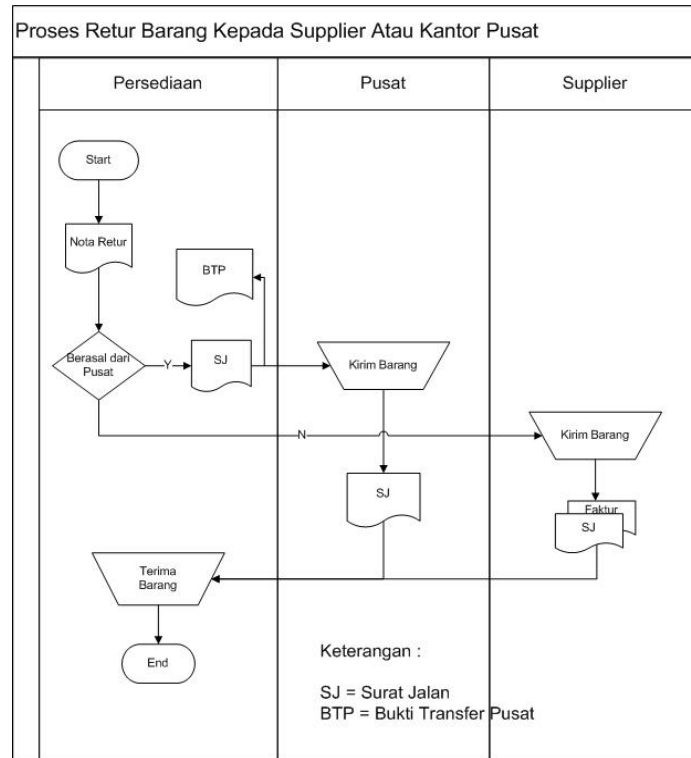 Proses Retur Barang Kepada Supplier Atau Kantor Pusat
Persediaan
Pusat
Supplier
Start
Nota Retur
BTP
Berasal dari
Pusat
Y
SJ
Kirim Barang
N
Kirim Barang
SJ
Faktur
SJ
Terima
Barang
End
Keterangan :
SJ = Surat Jalan
BTP = Bukti Transfer Pusat